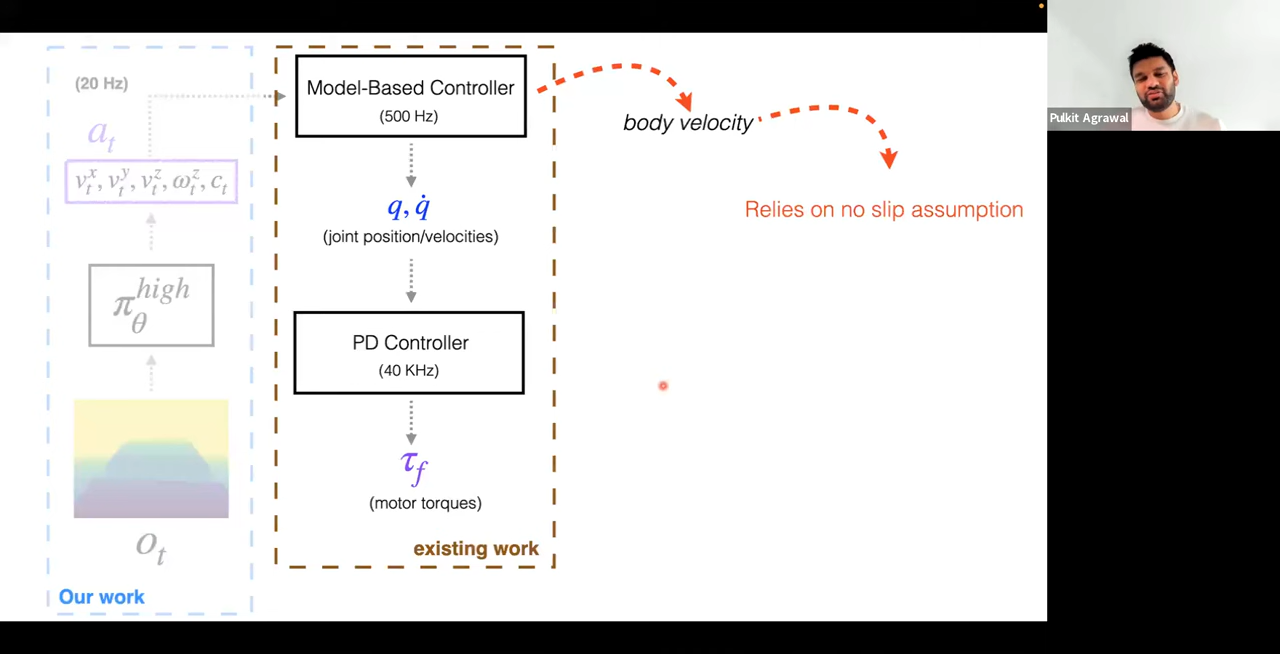 (20 Hz)
a_t
v_t^x, v_t^y, v_t^z, ω_t^z, c_t
π_θ^high
o_t
Our work
Model-Based Controller
(500 Hz)
q, q̇
(joint position/velocities)
PD Controller
(40 KHz)
τ_f
(motor torques)
existing work
body velocity
Relies on no slip assumption
Pulkit Agrawal